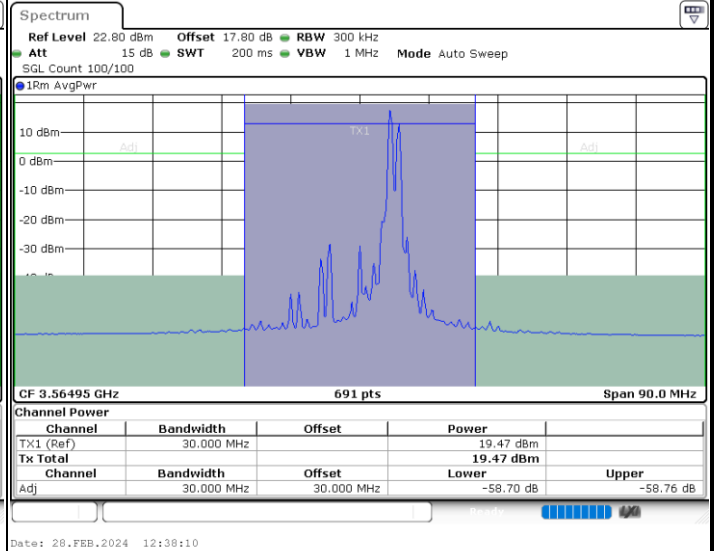 Spectrum
Ref Level 22.80 dBm Offset 17.80 dB RBW 300 kHz
Att 15 dB SWT 200 ms VBW 1 MHz Mode Auto Sweep
SGL Count 100/100
1Rm AvgPwr
10 dBm
TX1
Adj Adj
0 dBm
-10 dBm
-20 dBm
-30 dBm
CF 3.56495 GHz 691 pts Span 90.0 MHz
Channel Power
Channel Bandwidth Offset Power
TX1 (Ref) 30.000 MHz 19.47 dBm
Tx Total 19.47 dBm
Channel Bandwidth Offset Lower Upper
Adj 30.000 MHz 30.000 MHz -58.70 dB -58.76 dB
Ready
Date: 28.FEB.2024 12:38:10